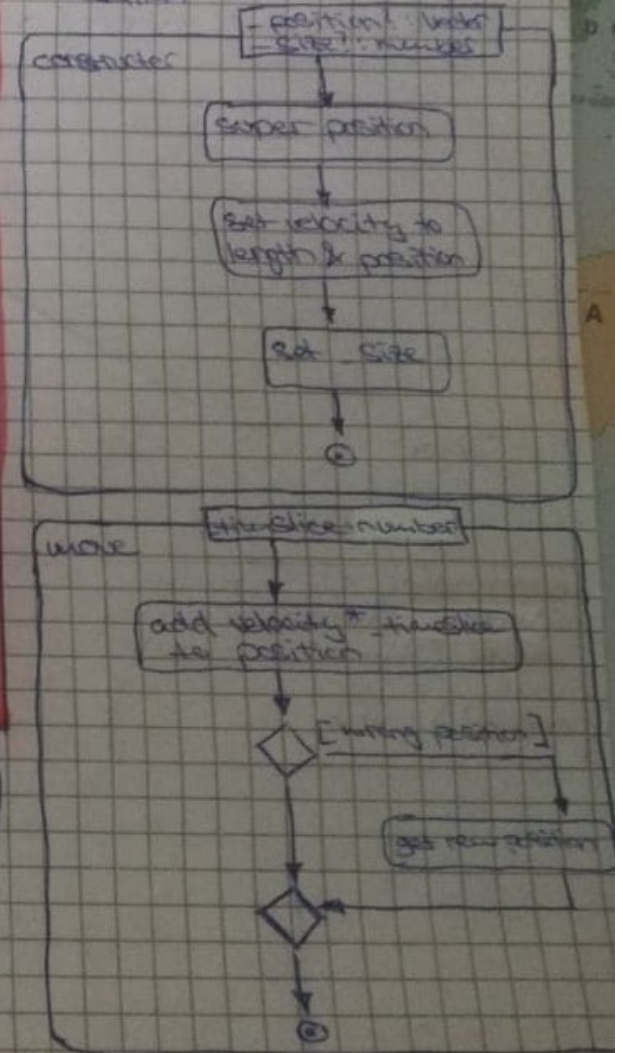 - position : Vector
- size : number
constructor
super position
set velocity to
length & position
set _size
move
timeslice: number
add velocity * _timeslice
to position
[wrong position]
get new position
A